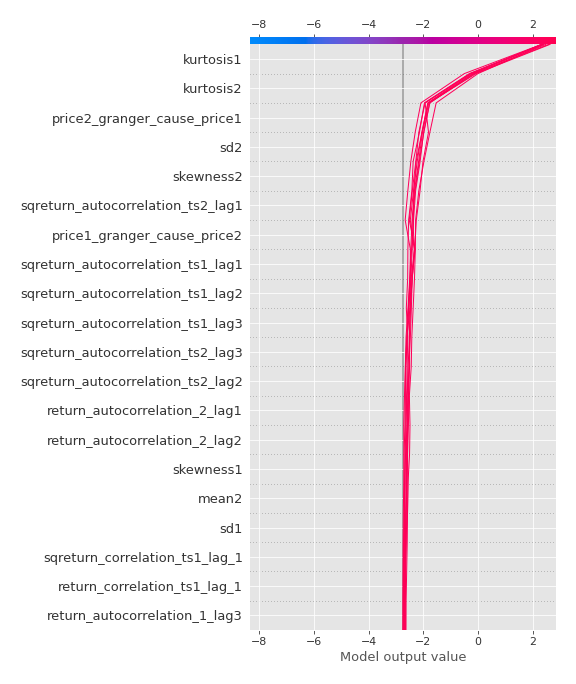 −8 −6 −4 −2 0 2
kurtosis1
kurtosis2
price2_granger_cause_price1
sd2
skewness2
sqreturn_autocorrelation_ts2_lag1
price1_granger_cause_price2
sqreturn_autocorrelation_ts1_lag1
sqreturn_autocorrelation_ts1_lag2
sqreturn_autocorrelation_ts1_lag3
sqreturn_autocorrelation_ts2_lag3
sqreturn_autocorrelation_ts2_lag2
return_autocorrelation_2_lag1
return_autocorrelation_2_lag2
skewness1
mean2
sd1
sqreturn_correlation_ts1_lag_1
return_correlation_ts1_lag_1
return_autocorrelation_1_lag3
−8 −6 −4 −2 0 2
Model output value